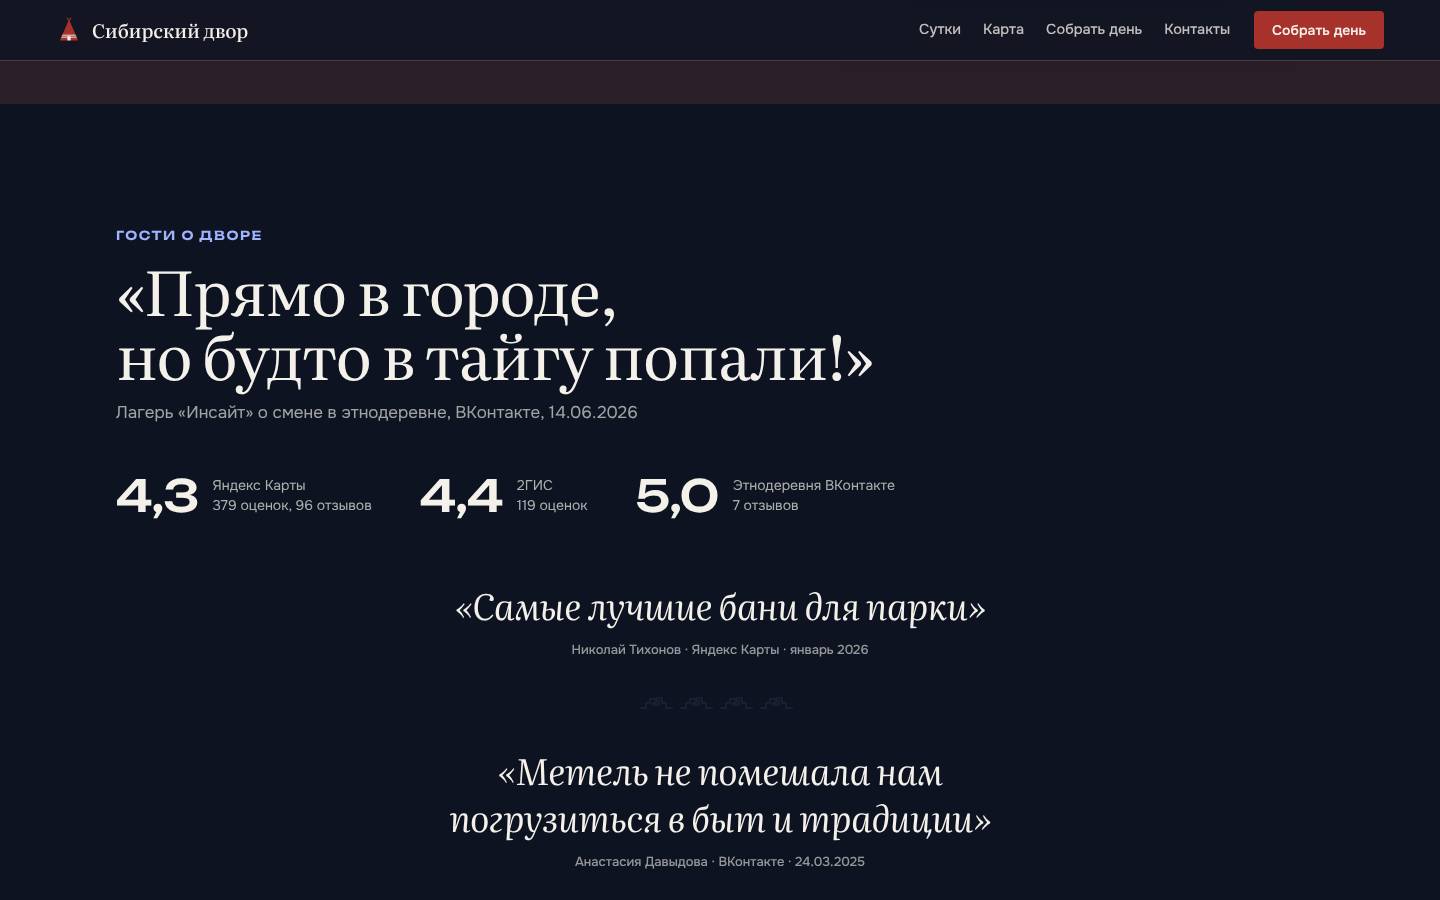 Сибирский двор
Сутки
Карта
Собрать день
Контакты
Собрать день
ГОСТИ О ДВОРЕ
«Прямо в городе,
но будто в тайгу попали!»
Лагерь «Инсайт» о смене в этнодеревне, ВКонтакте, 14.06.2026
4,3
Яндекс Карты
379 оценок, 96 отзывов
4,4
2ГИС
119 оценок
5,0
Этнодеревня ВКонтакте
7 отзывов
«Самые лучшие бани для парки»
Николай Тихонов · Яндекс Карты · январь 2026
«Метель не помешала нам
погрузиться в быт и традиции»
Анастасия Давыдова · ВКонтакте · 24.03.2025